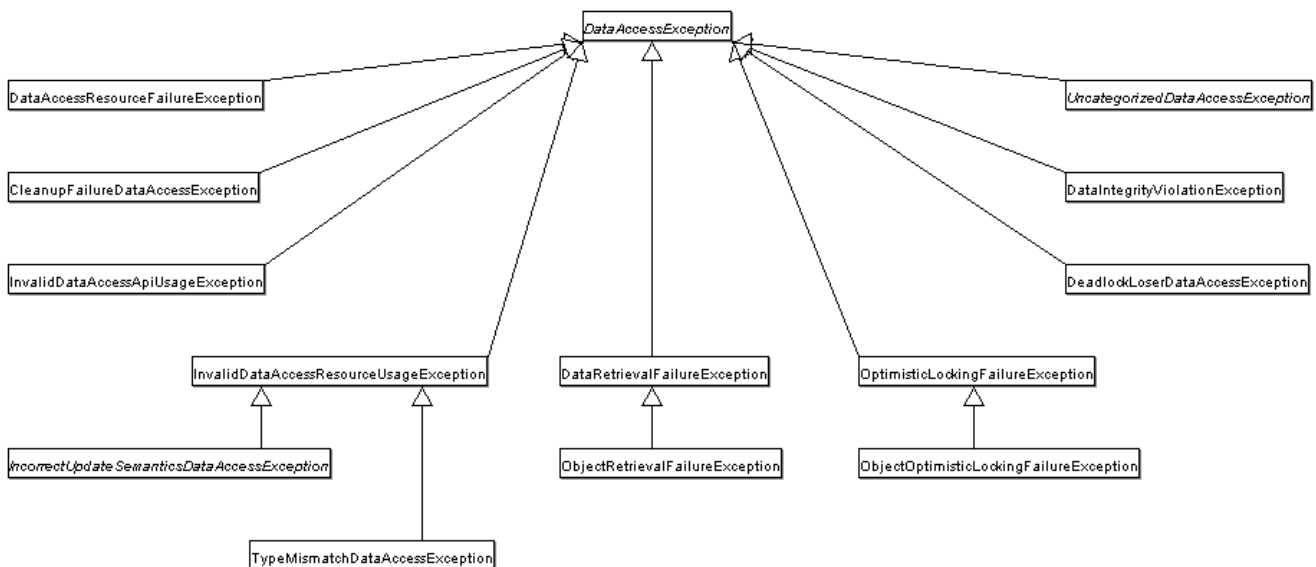 DataAccessException
DataAccessResourceFailureException
UncategorizedDataAccessException
CleanupFailureDataAccessException
DataIntegrityViolationException
InvalidDataAccessApiUsageException
DeadlockLoserDataAccessException
InvalidDataAccessResourceUsageException
DataRetrievalFailureException
OptimisticLockingFailureException
IncorrectUpdateSemanticsDataAccessException
ObjectRetrievalFailureException
ObjectOptimisticLockingFailureException
TypeMismatchDataAccessException